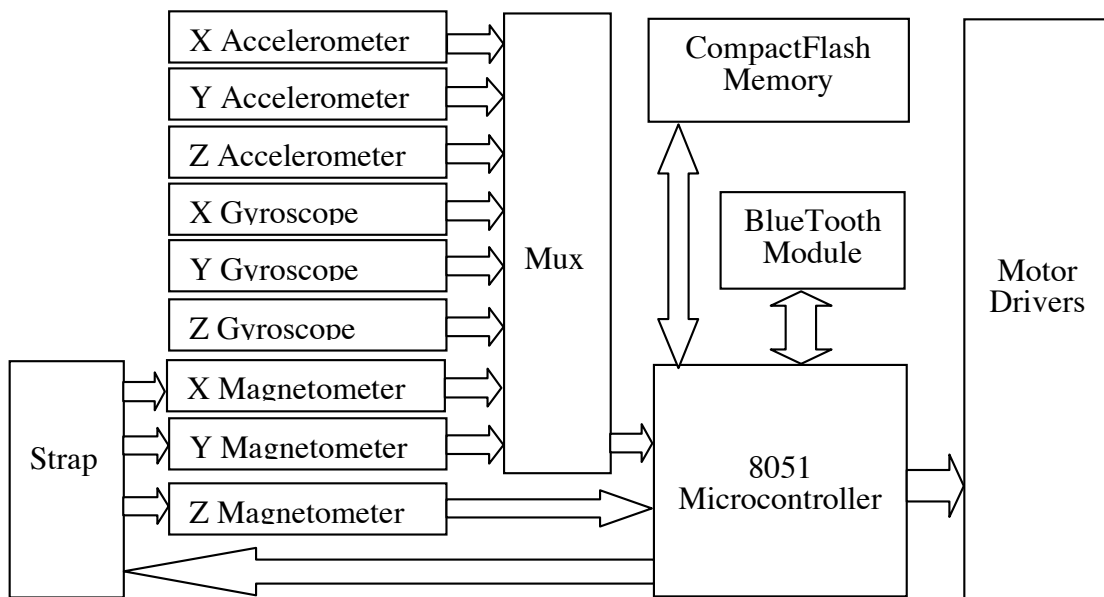 X Accelerometer
Y Accelerometer
Z Accelerometer
X Gyroscope
Y Gyroscope
Z Gyroscope
X Magnetometer
Y Magnetometer
Z Magnetometer
Strap
Mux
CompactFlash
Memory
BlueTooth
Module
8051
Microcontroller
Motor
Drivers